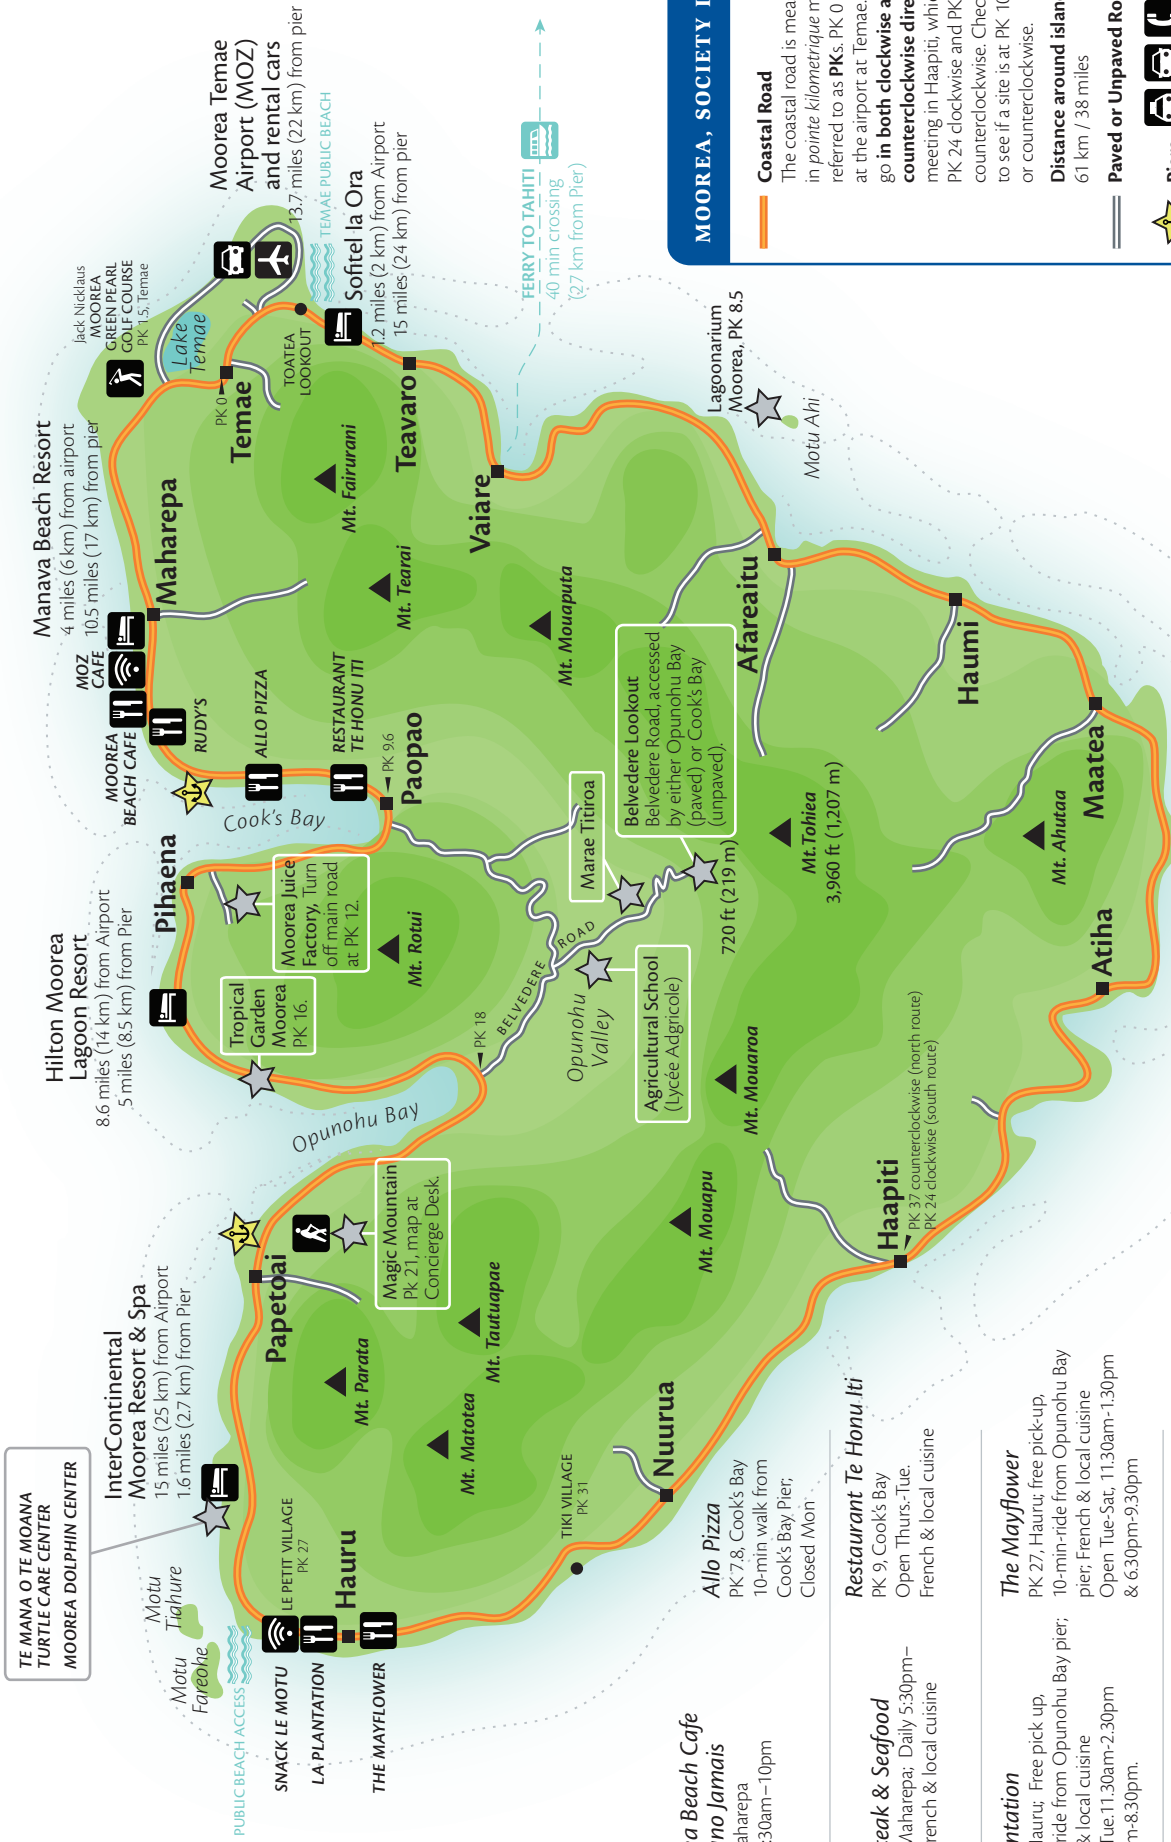 TE MANA O TE MOANA
TURTLE CARE CENTER
MOOREA DOLPHIN CENTER
InterContinental
Moorea Resort & Spa
15 miles (25 km) from Airport
1.6 miles (2.7 km) from Pier
Hilton Moorea
Lagoon Resort
8.6 miles (14 km) from Airport
5 miles (8.5 km) from Pier
Manava Beach Resort
4 miles (6 km) from airport
10.5 miles (17 km) from pier
Jack Nicklaus
MOOREA
GREEN PEARL
GOLF COURSE
PK 1.5, Temae
Moorea Temae
Airport (MOZ)
and rental cars
13.7 miles (22 km) from pier
TEMAE PUBLIC BEACH
Sofitel la Ora
1.2 miles (2 km) from Airport
15 miles (24 km) from pier
FERRY TO TAHITI
40 min crossing
(27 km from Pier)
Motu
Tiahure
Motu
Fareohe
PUBLIC BEACH ACCESS
SNACK LE MOTU
LA PLANTATION
THE MAYFLOWER
LE PETIT VILLAGE
PK 27
Hauru
TIKI VILLAGE
PK 31
Nuurua
Papetoai
Magic Mountain
Pk 21, map at
Concierge Desk.
Mt. Parata
Mt. Matotea
Mt. Tautuapae
Mt. Mouapu
Mt. Mouaroa
Opunohu Bay
Tropical
Garden
Moorea
PK 16.
Pihaena
Moorea Juice
Factory, Turn
off main road
at PK 12.
Mt. Rotui
PK 18
BELVEDERE
ROAD
Opunohu
Valley
Agricultural School
(Lycée Adgricole)
Marae Titiroa
Belvedere Lookout
Belvedere Road, accessed
by either Opunohu Bay
(paved) or Cook's Bay
(unpaved).
720 ft (219 m)
Cook's Bay
MOOREA
BEACH CAFE
MOZ
CAFE
RUDY'S
ALLO PIZZA
RESTAURANT
TE HONU ITI
PK 9.6
Paopao
Maharepa
Lake
Temae
PK 0
Temae
TOATEA
LOOKOUT
Teavaro
Vaiare
Mt. Fairurani
Mt. Tearai
Mt. Mouaputa
Mt.Tohiea
3,960 ft (1,207 m)
Lagoonarium
Moorea, PK 8.5
Motu Ahi
Afareaitu
Haumi
Maatea
Mt. Ahutaa
Atiha
Haapiti
PK 37 counterclockwise (north route)
PK 24 clockwise (south route)
MOOREA, SOCIETY I
Coastal Road
The coastal road is mea
in pointe kilometrique m
referred to as PKs. PK 0
at the airport at Temae.
go in both clockwise a
counterclockwise dire
meeting in Haapiti, whic
PK 24 clockwise and PK
counterclockwise. Chec
to see if a site is at PK 10
or counterclockwise.
Distance around islan
61 km / 38 miles
Paved or Unpaved Ro
a Beach Cafe
no Jamais
aharepa
:30am–10pm
eak & Seafood
Maharepa; Daily 5:30pm–
rench & local cuisine
ntation
auru; Free pick up,
ride from Opunohu Bay pier;
& local cuisine
Tue.11.30am-2.30pm
m-8.30pm.
Allo Pizza
PK 7.8, Cook's Bay
10-min walk from
Cook's Bay Pier;
Closed Mon
Restaurant Te Honu Iti
PK 9, Cook's Bay
Open Thurs.-Tue.
French & local cuisine
The Mayflower
PK 27, Hauru; free pick-up,
10-min-ride from Opunohu Bay
pier; French & local cuisine
Open Tue-Sat, 11.30am-1.30pm
& 6.30pm-9.30pm